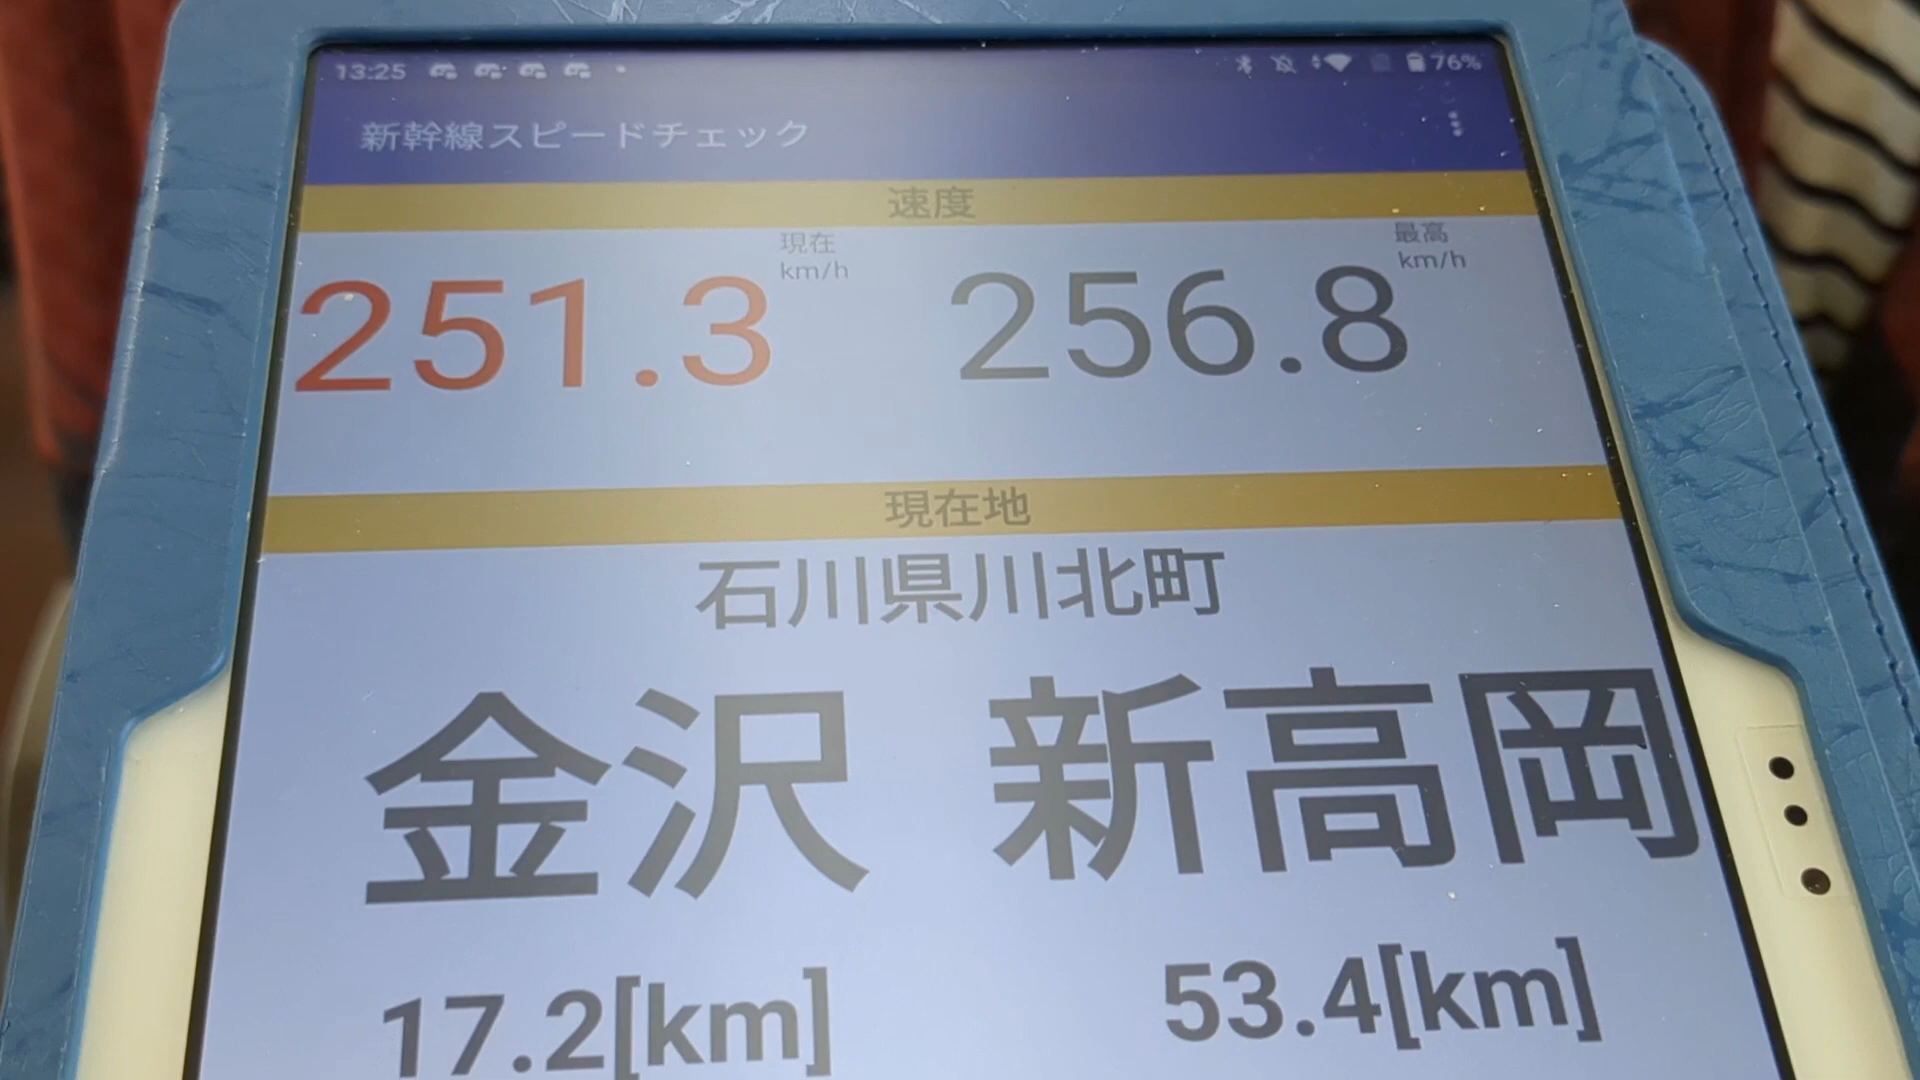 13:25 76%
新幹線スピードチェック
速度
251.3 現在 km/h 256.8 最高 km/h
現在地
石川県川北町
金沢 新高岡
17.2[km] 53.4[km]